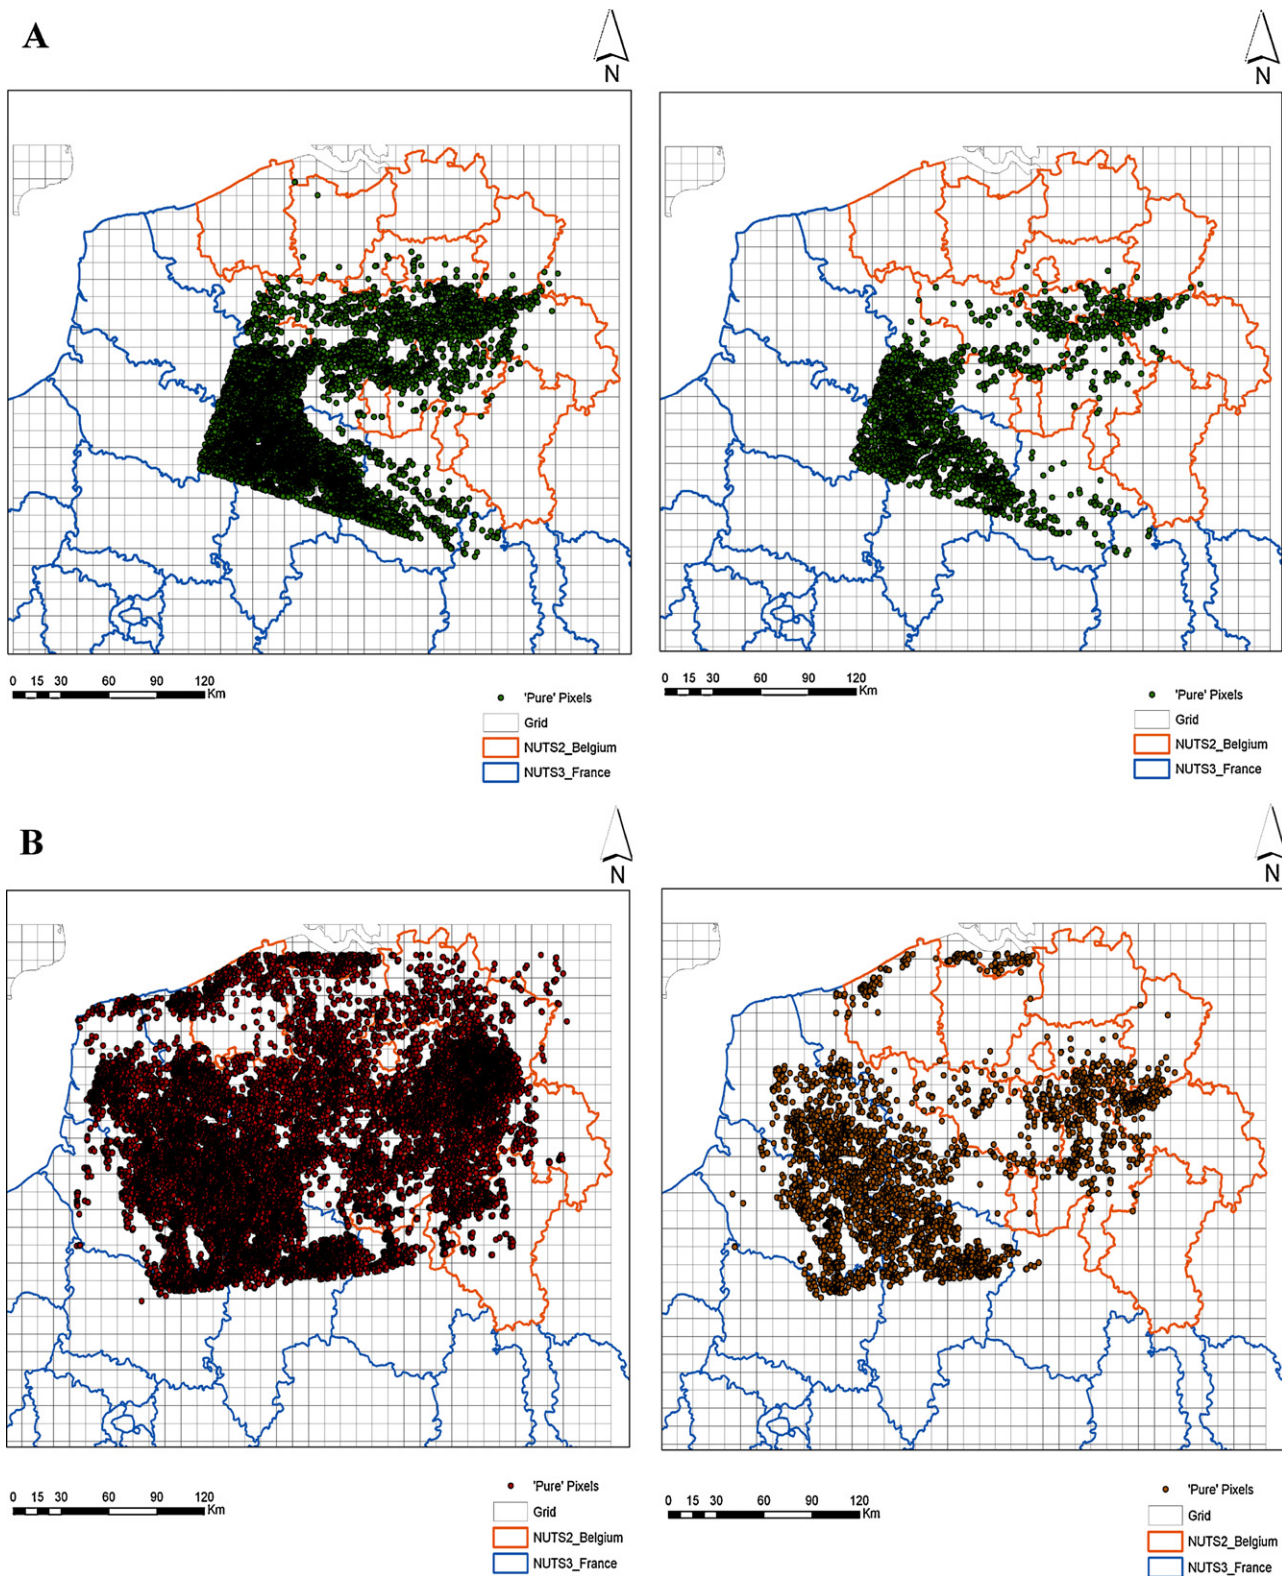 A
N
N
0 15 30 60 90 120
Km
'Pure' Pixels
Grid
NUTS2_Belgium
NUTS3_France
0 15 30 60 90 120
Km
'Pure' Pixels
Grid
NUTS2_Belgium
NUTS3_France
B
N
N
0 15 30 60 90 120
Km
'Pure' Pixels
Grid
NUTS2_Belgium
NUTS3_France
0 15 30 60 90 120
Km
'Pure' Pixels
Grid
NUTS2_Belgium
NUTS3_France